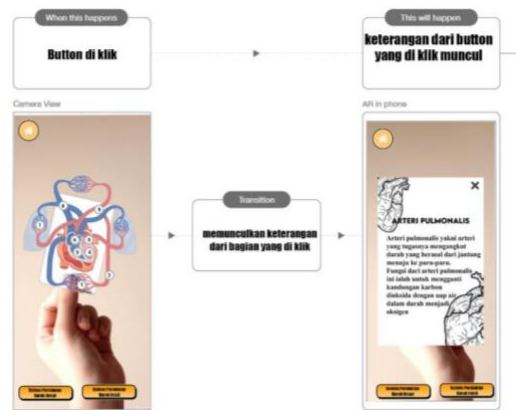 When this happens
Button di klik
This will happen
keterangan dari button
yang di klik muncul
Camera View
AR in phone
Transition
memunculkan keterangan
dari bagian yang di klik
ARTERI PULMONALIS
Arteri pulmonalis yakni arteri
yang tugasnya mengangkut
darah yang berasal dari jantung
menuju ke paru-paru.
Fungsi dari arteri pulmonalis
ini ialah untuk mengganti
kandungan karbon
dioksida dengan uap air
dalam darah menjadi
oksigen